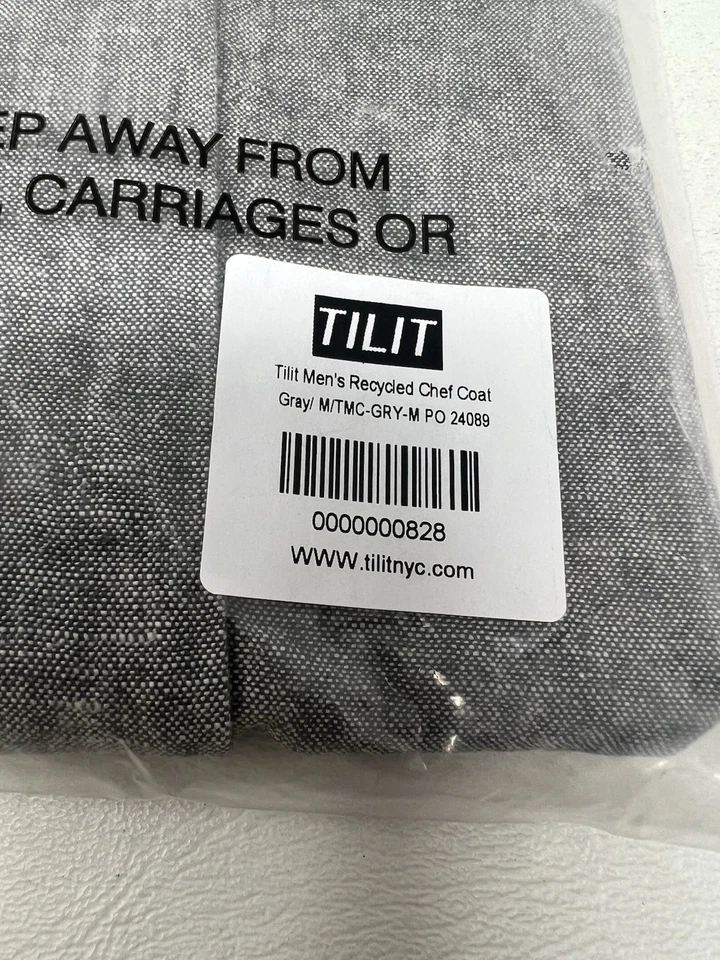 AWAY FROM
CARRIAGES OR
TILIT
Tilit Men's Recycled Chef Coat
Gray/ M/TMC-GRY-M PO 24089
0000000828
WWW.tilitnyc.com